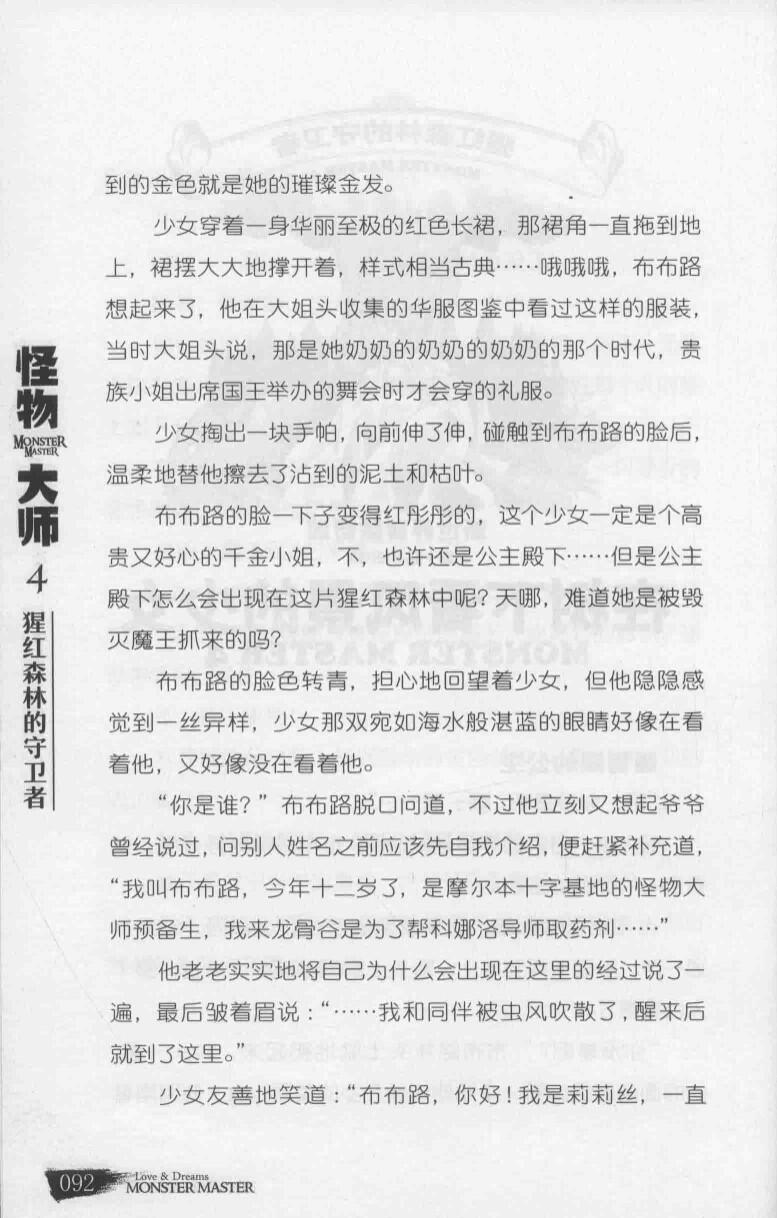 到的金色就是她的璀璨金发。
少女穿着一身华丽至极的红色长裙，那裙角一直拖到地
上，裙摆大大地撑开着，样式相当古典……哦哦哦，布布路
想起来了，他在大姐头收集的华服图鉴中看过这样的服装，
当时大姐头说，那是她奶奶的奶奶的奶奶的那个时代，贵
族小姐出席国王举办的舞会时才会穿的礼服。
少女掏出一块手帕，向前伸了伸，碰触到布布路的脸后，
温柔地替他擦去了沾到的泥土和枯叶。
布布路的脸一下子变得红彤彤的，这个少女一定是个高
贵又好心的千金小姐，不，也许还是公主殿下……但是公主
殿下怎么会出现在这片猩红森林中呢？天哪，难道她是被毁
灭魔王抓来的吗？
布布路的脸色转青，担心地回望着少女，但他隐隐感
觉到一丝异样，少女那双宛如海水般湛蓝的眼睛好像在看
着他，又好像没在看着他。
“你是谁？”布布路脱口问道，不过他立刻又想起爷爷
曾经说过，问别人姓名之前应该先自我介绍，便赶紧补充道，
“我叫布布路，今年十二岁了，是摩尔本十字基地的怪物大
师预备生，我来龙骨谷是为了帮科娜洛导师取药剂……”
他老老实实地将自己为什么会出现在这里的经过说了一
遍，最后皱着眉说：“……我和同伴被虫风吹散了，醒来后
就到了这里。”
少女友善地笑道：“布布路，你好！我是莉莉丝，一直
怪物
MONSTER
MASTER
大师
4
猩红森林的守卫者
092
Love & Dreams
MONSTER MASTER